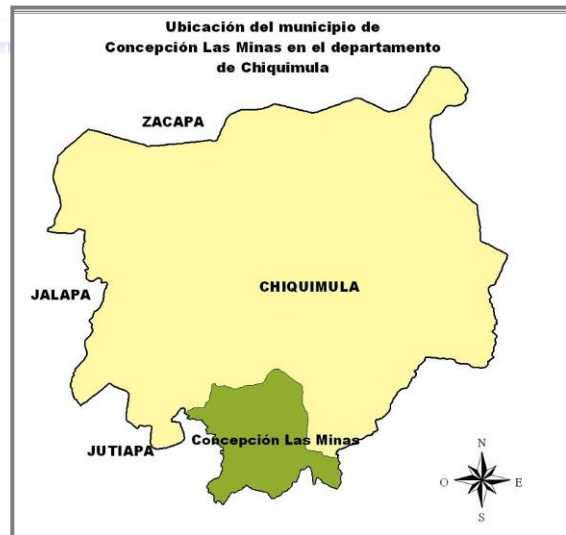 Ubicación del municipio de
Concepción Las Minas en el departamento
de Chiquimula
ZACAPA
JALAPA
CHIQUIMULA
Concepción Las Minas
JUTIAPA
N
O
E
S